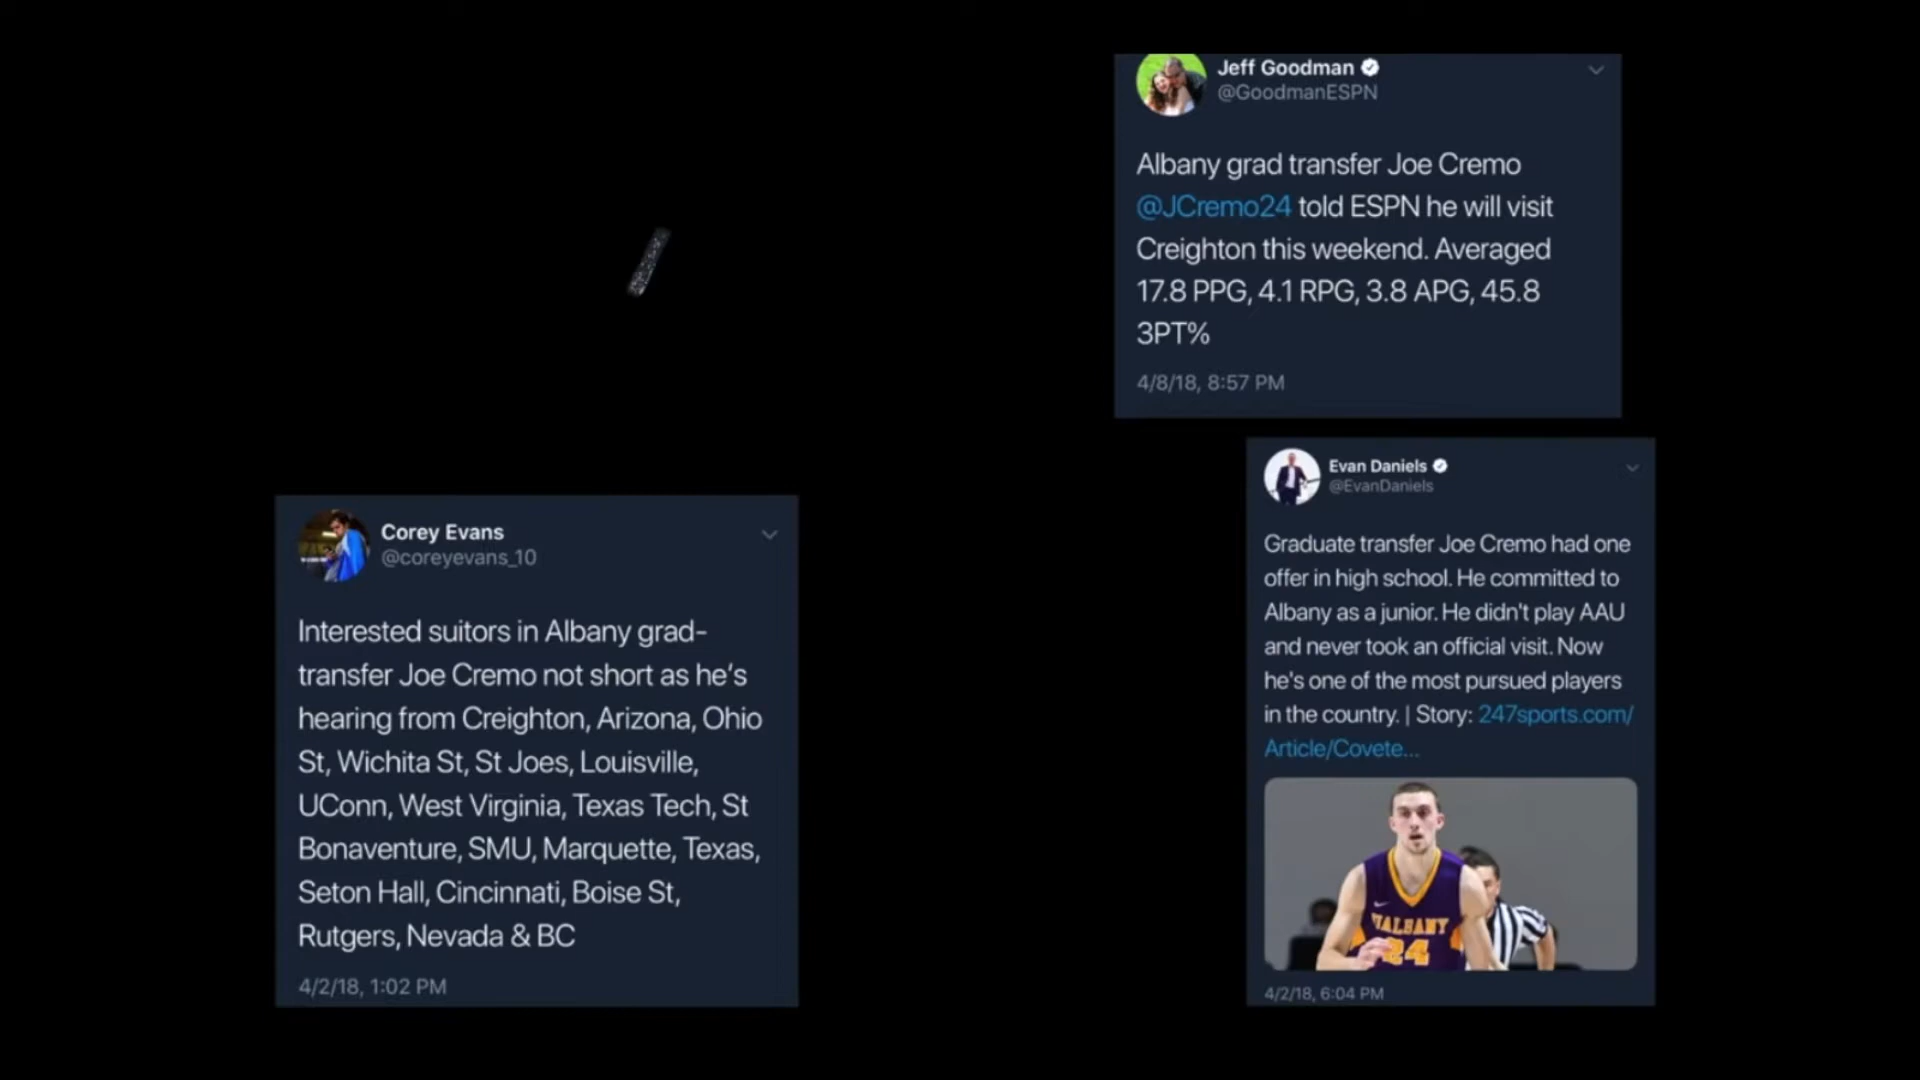 Jeff Goodman
@GoodmanESPN
Albany grad transfer Joe Cremo
@JCremo24 told ESPN he will visit
Creighton this weekend. Averaged
17.8 PPG, 4.1 RPG, 3.8 APG, 45.8
3PT%
4/8/18, 8:57 PM
Corey Evans
@coreyevans_10
Interested suitors in Albany grad-
transfer Joe Cremo not short as he's
hearing from Creighton, Arizona, Ohio
St, Wichita St, St Joes, Louisville,
UConn, West Virginia, Texas Tech, St
Bonaventure, SMU, Marquette, Texas,
Seton Hall, Cincinnati, Boise St,
Rutgers, Nevada & BC
4/2/18, 1:02 PM
Evan Daniels
@EvanDaniels
Graduate transfer Joe Cremo had one
offer in high school. He committed to
Albany as a junior. He didn't play AAU
and never took an official visit. Now
he's one of the most pursued players
in the country. | Story: 247sports.com/
Article/Covete...
UALBANY
24
4/2/18, 6:04 PM